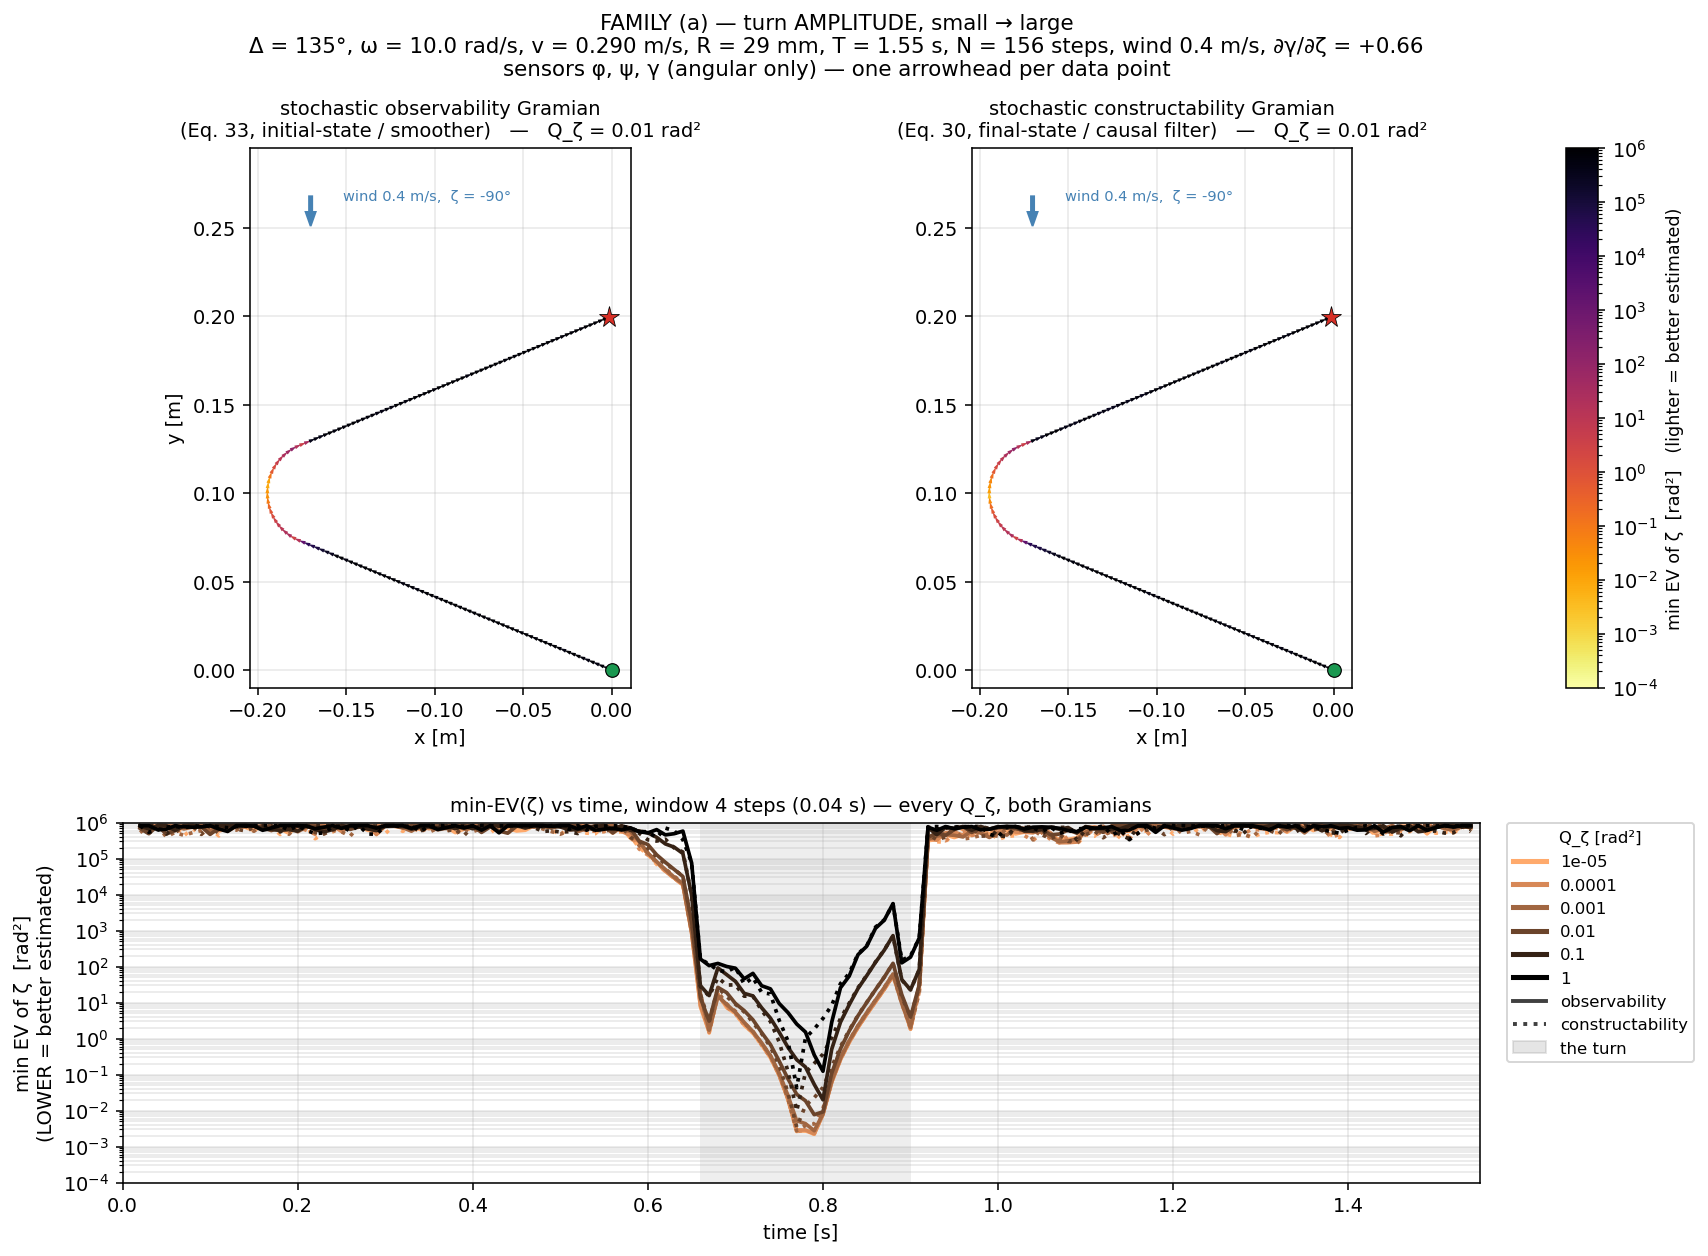 FAMILY (a) — turn AMPLITUDE, small → large
Δ = 135°, ω = 10.0 rad/s, v = 0.290 m/s, R = 29 mm, T = 1.55 s, N = 156 steps, wind 0.4 m/s, ∂γ/∂ζ = +0.66
sensors φ, ψ, γ (angular only) — one arrowhead per data point
stochastic observability Gramian
(Eq. 33, initial-state / smoother) — Q_ζ = 0.01 rad²
wind 0.4 m/s, ζ = -90°
0.25
0.20
0.15
0.10
0.05
0.00
y [m]
−0.20 −0.15 −0.10 −0.05 0.00
x [m]
stochastic constructability Gramian
(Eq. 30, final-state / causal filter) — Q_ζ = 0.01 rad²
wind 0.4 m/s, ζ = -90°
0.25
0.20
0.15
0.10
0.05
0.00
−0.20 −0.15 −0.10 −0.05 0.00
x [m]
10⁶
10⁵
10⁴
10³
10²
10¹
10⁰
10⁻¹
10⁻²
10⁻³
10⁻⁴
min EV of ζ [rad²] (lighter = better estimated)
min-EV(ζ) vs time, window 4 steps (0.04 s) — every Q_ζ, both Gramians
10⁶
10⁵
10⁴
10³
10²
10¹
10⁰
10⁻¹
10⁻²
10⁻³
10⁻⁴
min EV of ζ [rad²]
(LOWER = better estimated)
0.0 0.2 0.4 0.6 0.8 1.0 1.2 1.4
time [s]
Q_ζ [rad²]
1e-05
0.0001
0.001
0.01
0.1
1
observability
constructability
the turn